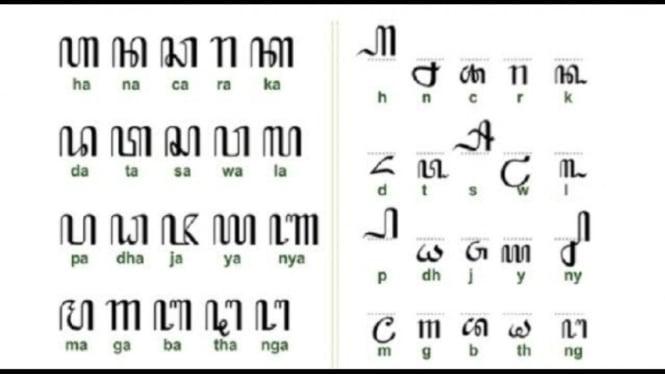 ꦲ ꦤ ꦕ ꦫ ꦏ
ha na ca ra ka
ꦢ ꦠ ꦱ ꦮ ꦭ
da ta sa wa la
ꦥ ꦝ ꦗ ꦪ ꦚ
pa dha ja ya nya
ꦩ ꦒ ꦧ ꦛ ꦔ
ma ga ba tha nga
꧀ꦲ ꧀ꦤ ꧀ꦕ ꧀ꦫ ꧀ꦏ
h n c r k
꧀ꦢ ꧀ꦠ ꧀ꦱ ꧀ꦮ ꧀ꦭ
d t s w l
꧀ꦥ ꧀ꦝ ꧀ꦗ ꧀ꦪ ꧀ꦚ
p dh j y ny
꧀ꦩ ꧀ꦒ ꧀ꦧ ꧀ꦛ ꧀ꦔ
m g b th ng